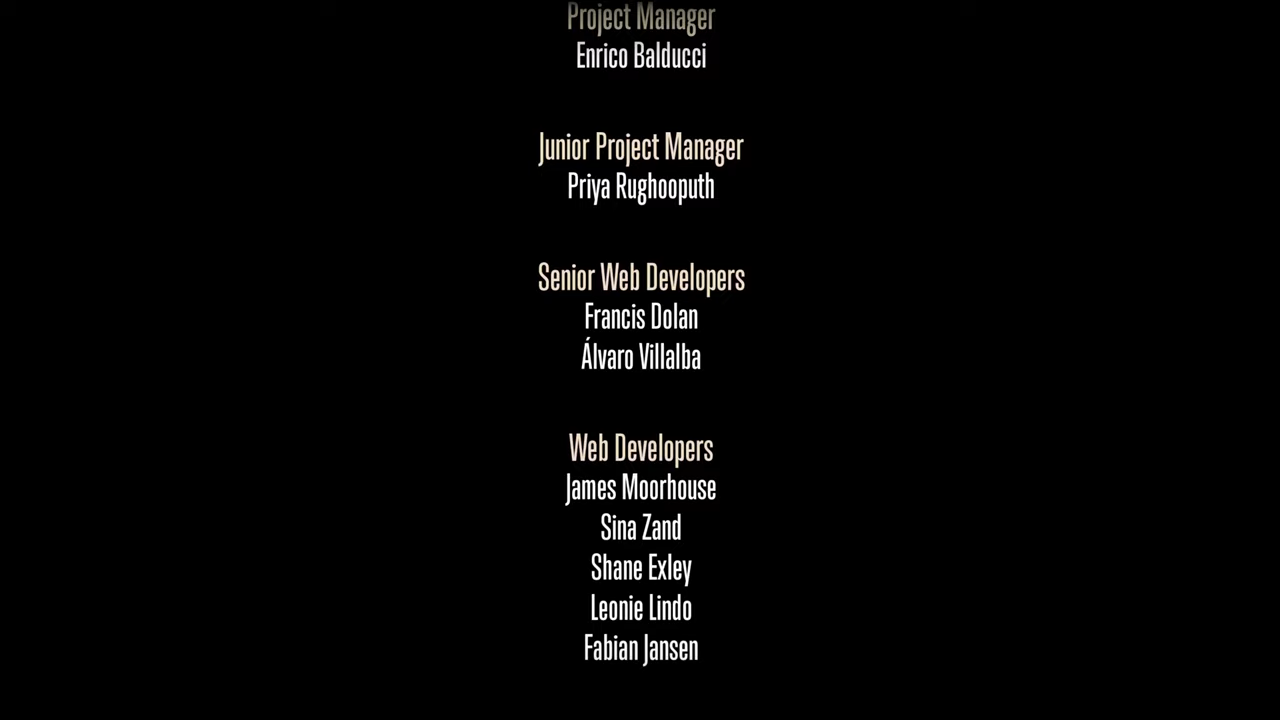 Project Manager
Enrico Balducci
Junior Project Manager
Priya Rughooputh
Senior Web Developers
Francis Dolan
Álvaro Villalba
Web Developers
James Moorhouse
Sina Zand
Shane Exley
Leonie Lindo
Fabian Jansen